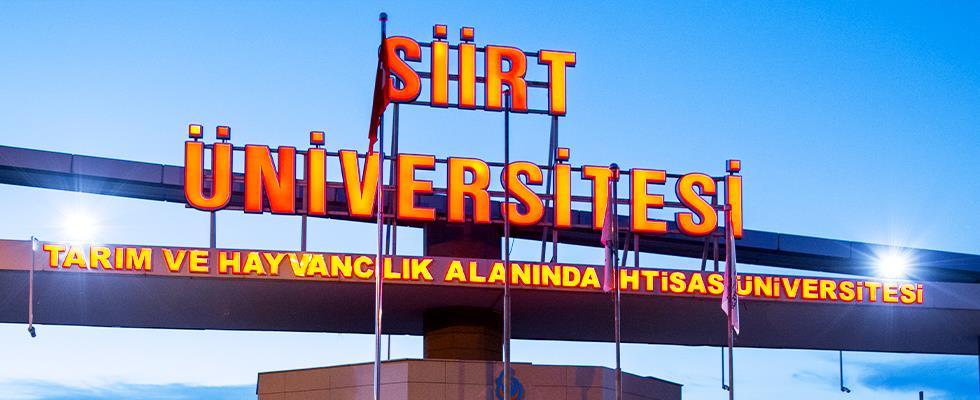 SİİRT
ÜNİVERSİTESİ
TARIM VE HAYVANCILIK ALANINDA İHTİSAS ÜNİVERSİTESİ